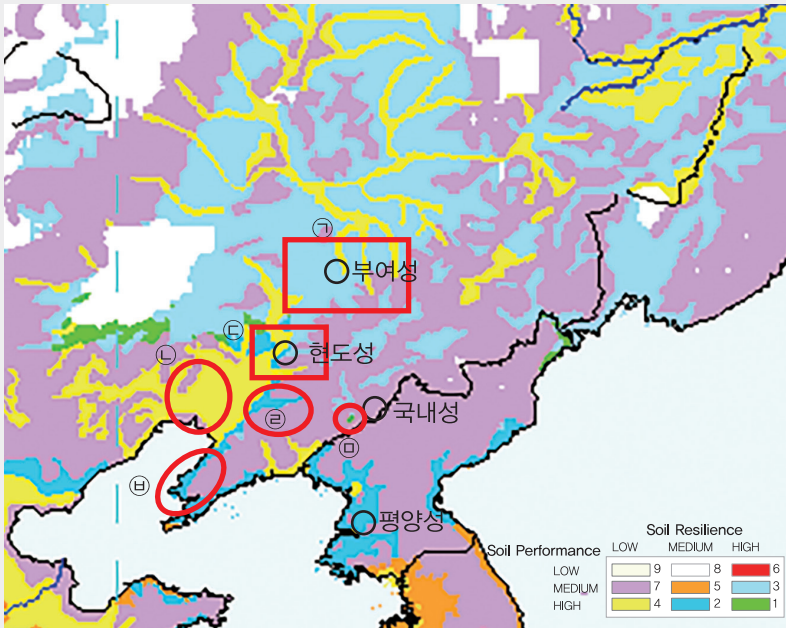 ㉠
부여성
㉢
현도성
㉡
국내성
㉣
㉤
㉥
평양성
Soil Resilience
Soil Performance LOW MEDIUM HIGH
LOW 9 8 6
MEDIUM 7 5 3
HIGH 4 2 1